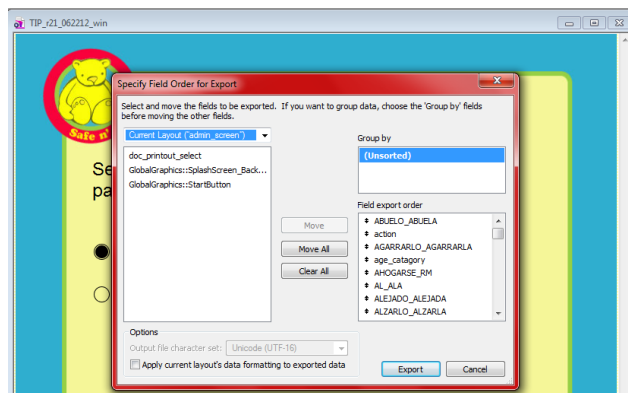 TIP_r21_062212_win
Safe n'
Se
pa
Specify Field Order for Export
Select and move the fields to be exported. If you want to group data, choose the 'Group by' fields
before moving the other fields.
Current Layout ("admin_screen")
doc_printout_select
GlobalGraphics::SplashScreen_Back...
GlobalGraphics::StartButton
Move
Move All
Clear All
Group by
(Unsorted)
Field export order
ABUELO_ABUELA
action
AGARRARLO_AGARRARLA
age_catagory
AHOGARSE_RM
AL_ALA
ALEJADO_ALEJADA
ALZARLO_ALZARLA
Options
Output file character set: Unicode (UTF-16)
Apply current layout's data formatting to exported data
Export
Cancel